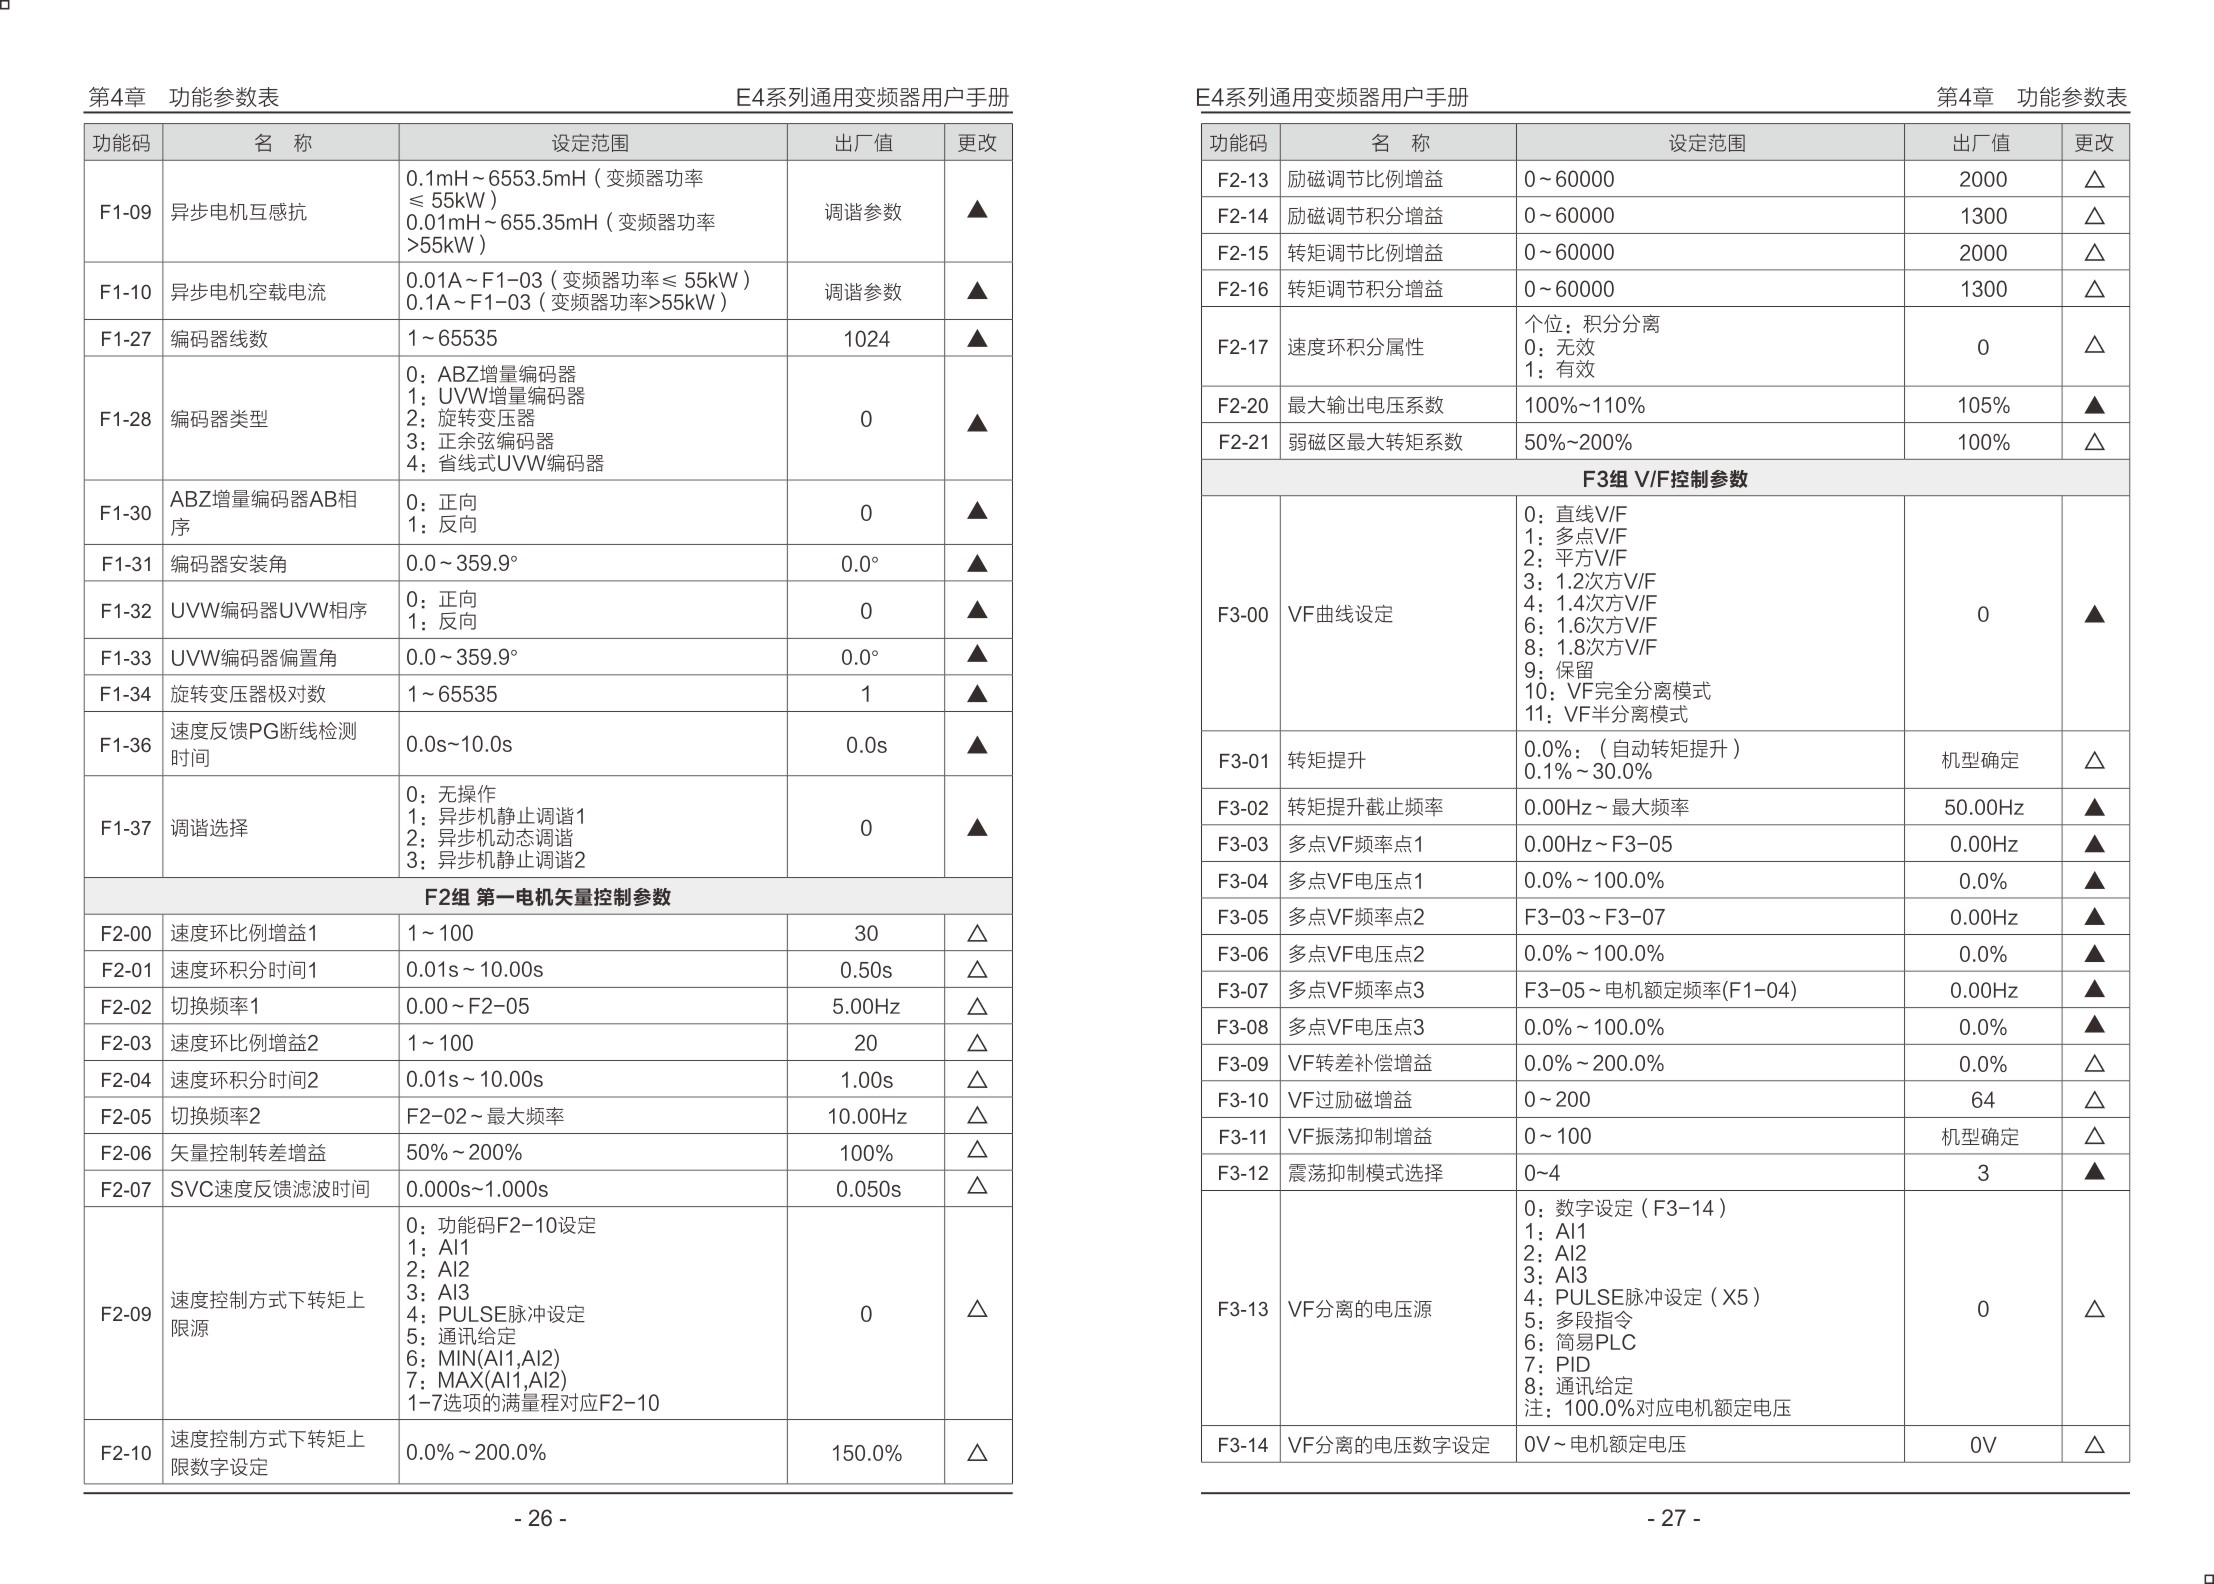 第4章　功能参数表
E4系列通用变频器用户手册
功能码 名　称 设定范围 出厂值 更改
F1-09 异步电机互感抗 0.1mH~6553.5mH（变频器功率
≤ 55kW）
0.01mH~655.35mH（变频器功率
>55kW） 调谐参数 ▲
F1-10 异步电机空载电流 0.01A~F1-03（变频器功率≤ 55kW）
0.1A~F1-03（变频器功率>55kW） 调谐参数 ▲
F1-27 编码器线数 1~65535 1024 ▲
F1-28 编码器类型 0：ABZ增量编码器
1：UVW增量编码器
2：旋转变压器
3：正余弦编码器
4：省线式UVW编码器 0 ▲
F1-30 ABZ增量编码器AB相
序 0：正向
1：反向 0 ▲
F1-31 编码器安装角 0.0~359.9° 0.0° ▲
F1-32 UVW编码器UVW相序 0：正向
1：反向 0 ▲
F1-33 UVW编码器偏置角 0.0~359.9° 0.0° ▲
F1-34 旋转变压器极对数 1~65535 1 ▲
F1-36 速度反馈PG断线检测
时间 0.0s~10.0s 0.0s ▲
F1-37 调谐选择 0：无操作
1：异步机静止调谐1
2：异步机动态调谐
3：异步机静止调谐2 0 ▲
F2组 第一电机矢量控制参数
F2-00 速度环比例增益1 1~100 30 △
F2-01 速度环积分时间1 0.01s~10.00s 0.50s △
F2-02 切换频率1 0.00~F2-05 5.00Hz △
F2-03 速度环比例增益2 1~100 20 △
F2-04 速度环积分时间2 0.01s~10.00s 1.00s △
F2-05 切换频率2 F2-02~最大频率 10.00Hz △
F2-06 矢量控制转差增益 50%~200% 100% △
F2-07 SVC速度反馈滤波时间 0.000s~1.000s 0.050s △
F2-09 速度控制方式下转矩上
限源 0：功能码F2-10设定
1：AI1
2：AI2
3：AI3
4：PULSE脉冲设定
5：通讯给定
6：MIN(AI1,AI2)
7：MAX(AI1,AI2)
1-7选项的满量程对应F2-10 0 △
F2-10 速度控制方式下转矩上
限数字设定 0.0%~200.0% 150.0% △
- 26 -
E4系列通用变频器用户手册
第4章　功能参数表
功能码 名　称 设定范围 出厂值 更改
F2-13 励磁调节比例增益 0~60000 2000 △
F2-14 励磁调节积分增益 0~60000 1300 △
F2-15 转矩调节比例增益 0~60000 2000 △
F2-16 转矩调节积分增益 0~60000 1300 △
F2-17 速度环积分属性 个位：积分分离
0：无效
1：有效 0 △
F2-20 最大输出电压系数 100%~110% 105% ▲
F2-21 弱磁区最大转矩系数 50%~200% 100% △
F3组 V/F控制参数
F3-00 VF曲线设定 0：直线V/F
1：多点V/F
2：平方V/F
3：1.2次方V/F
4：1.4次方V/F
6：1.6次方V/F
8：1.8次方V/F
9：保留
10：VF完全分离模式
11：VF半分离模式 0 ▲
F3-01 转矩提升 0.0%：（自动转矩提升）
0.1%~30.0% 机型确定 △
F3-02 转矩提升截止频率 0.00Hz~最大频率 50.00Hz ▲
F3-03 多点VF频率点1 0.00Hz~F3-05 0.00Hz ▲
F3-04 多点VF电压点1 0.0%~100.0% 0.0% ▲
F3-05 多点VF频率点2 F3-03~F3-07 0.00Hz ▲
F3-06 多点VF电压点2 0.0%~100.0% 0.0% ▲
F3-07 多点VF频率点3 F3-05~电机额定频率(F1-04) 0.00Hz ▲
F3-08 多点VF电压点3 0.0%~100.0% 0.0% ▲
F3-09 VF转差补偿增益 0.0%~200.0% 0.0% △
F3-10 VF过励磁增益 0~200 64 △
F3-11 VF振荡抑制增益 0~100 机型确定 △
F3-12 震荡抑制模式选择 0~4 3 ▲
F3-13 VF分离的电压源 0：数字设定（F3-14）
1：AI1
2：AI2
3：AI3
4：PULSE脉冲设定（X5）
5：多段指令
6：简易PLC
7：PID
8：通讯给定
注：100.0%对应电机额定电压 0 △
F3-14 VF分离的电压数字设定 0V~电机额定电压 0V △
- 27 -